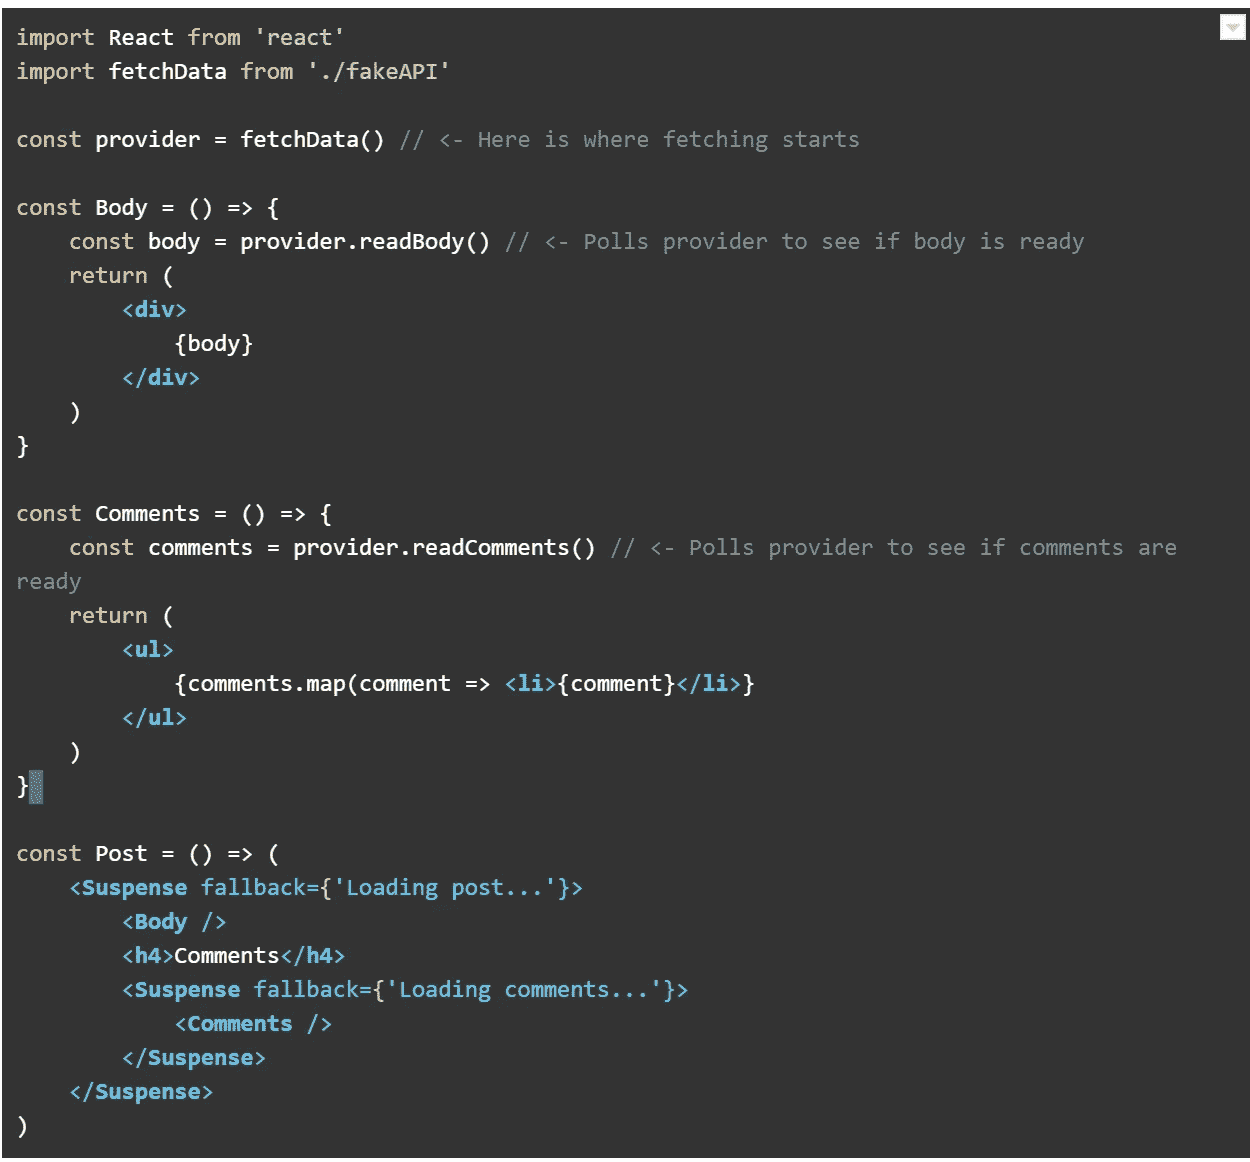 import React from 'react'
import fetchData from './fakeAPI'

const provider = fetchData() // <- Here is where fetching starts

const Body = () => {
    const body = provider.readBody() // <- Polls provider to see if body is ready
    return (
        <div>
            {body}
        </div>
    )
}

const Comments = () => {
    const comments = provider.readComments() // <- Polls provider to see if comments are
ready
    return (
        <ul>
            {comments.map(comment => <li>{comment}</li>}
        </ul>
    )
}

const Post = () => (
    <Suspense fallback={'Loading post...'}>
        <Body />
        <h4>Comments</h4>
        <Suspense fallback={'Loading comments...'}>
            <Comments />
        </Suspense>
    </Suspense>
)